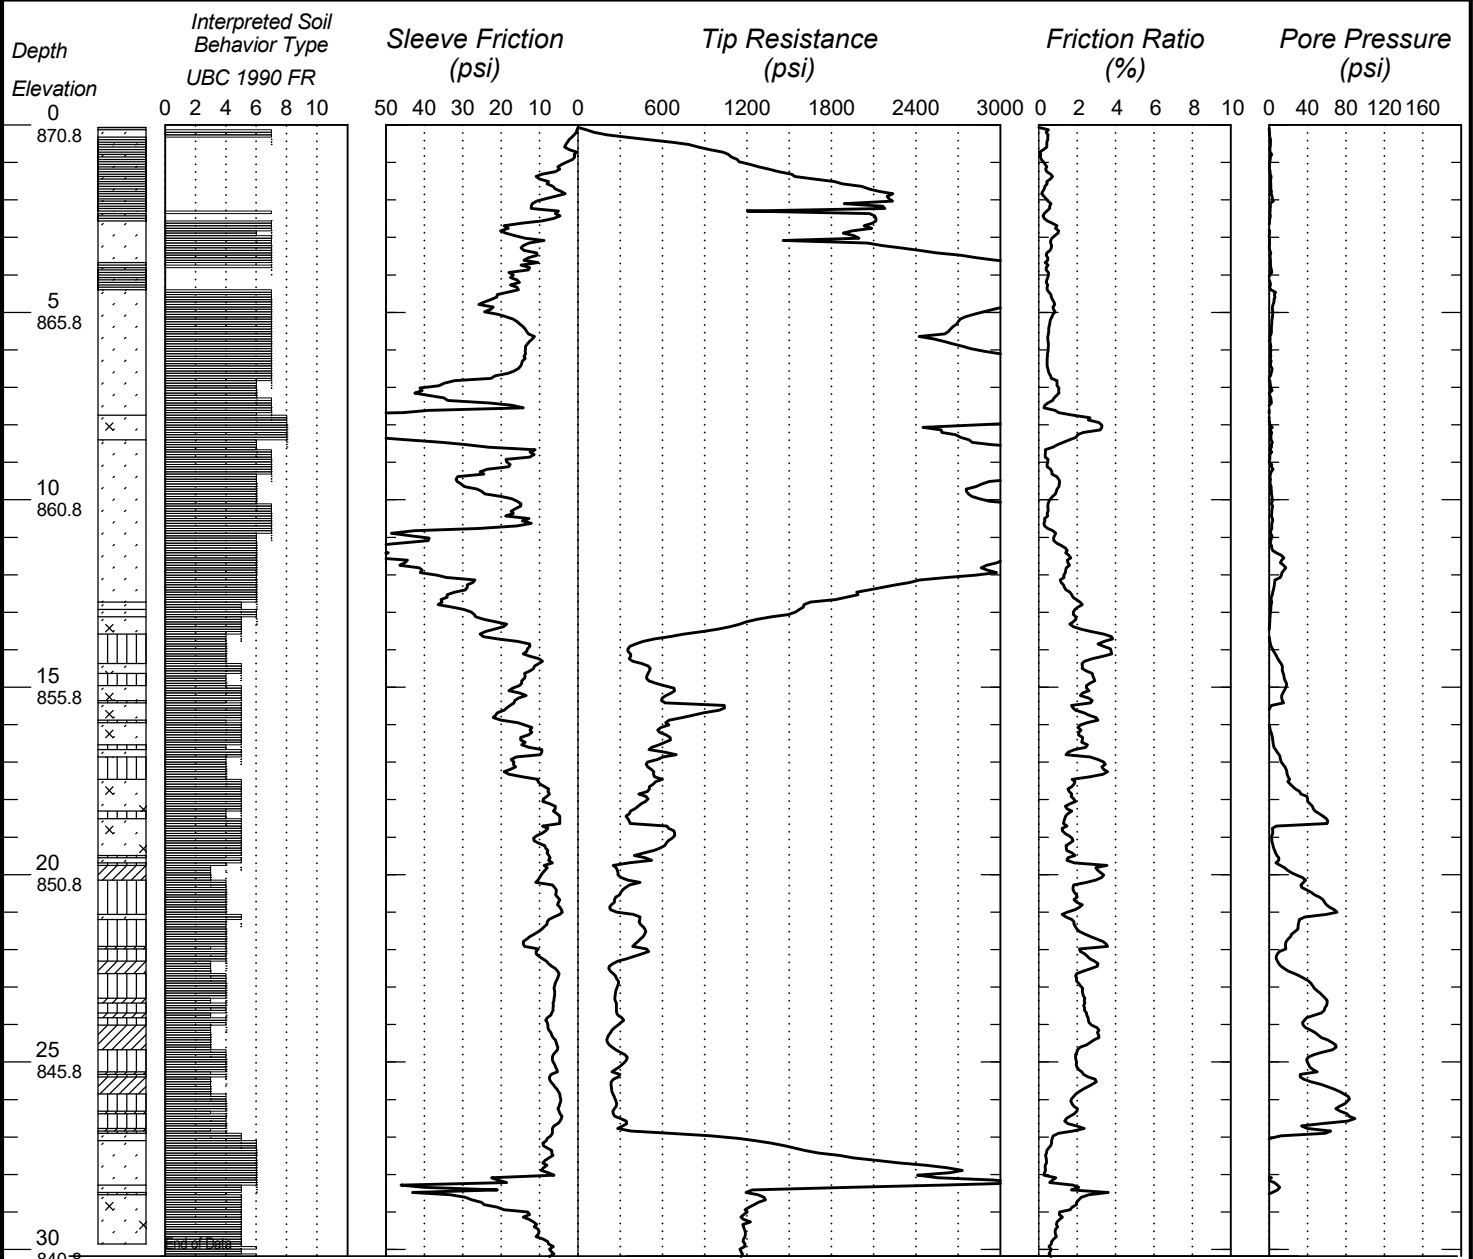 Interpreted Soil
Behavior Type
UBC 1990 FR
Sleeve Friction
(psi)
Tip Resistance
(psi)
Friction Ratio
(%)
Pore Pressure
(psi)
Depth
Elevation
0 2 4 6 8 10
50 40 30 20 10 0 600 1200 1800 2400 3000
0 2 4 6 8 10
0 40 80 120 160
0
870.8
5
865.8
10
860.8
15
855.8
20
850.8
25
845.8
30
840.8
End of Data